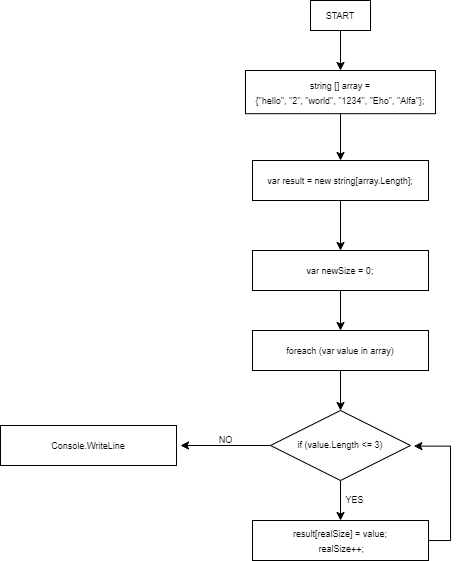 START
string [] array =
{"hello", "2", "world", "1234", "Eho", "Alfa"};
var result = new string[array.Length];
var newSize = 0;
foreach (var value in array)
if (value.Length <= 3)
NO
Console.WriteLine
YES
result[realSize] = value;
realSize++;